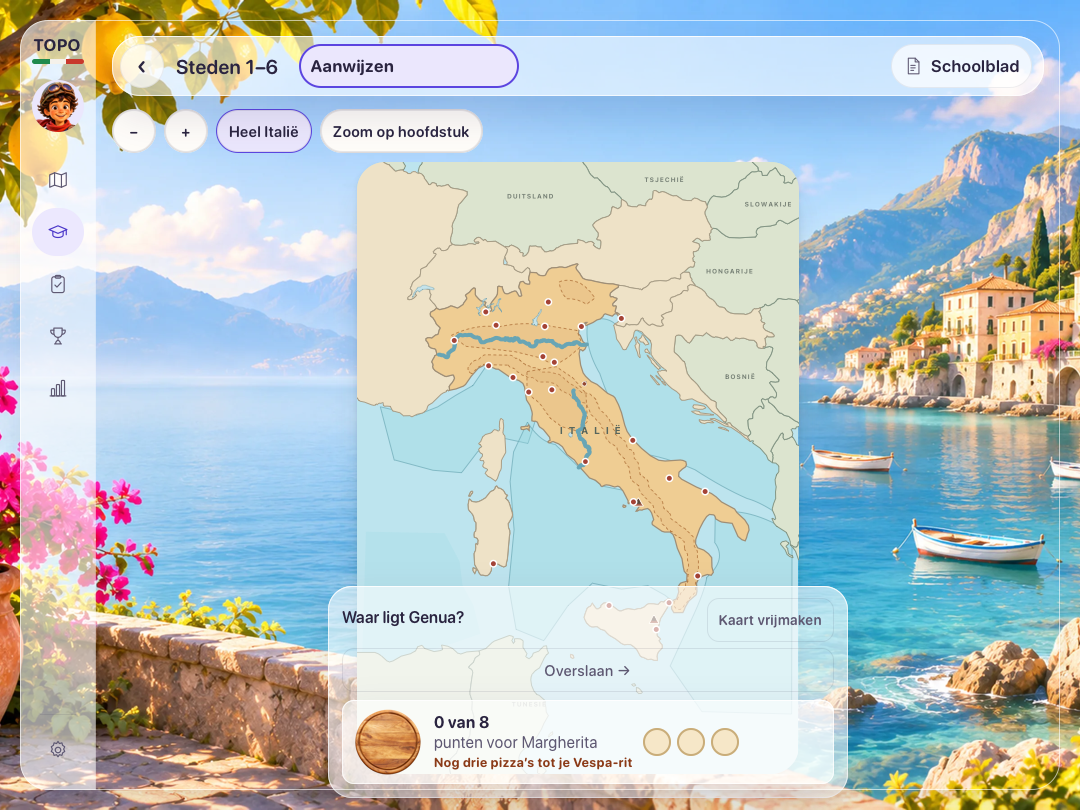 TOPO
Steden 1–6
Aanwijzen
Schoolblad
Heel Italië
Zoom op hoofdstuk
DUITSLAND
TSJECHIË
SLOWAKIJE
HONGARIJE
BOSNIË
ITALIË
Waar ligt Genua?
Kaart vrijmaken
Overslaan →
TUNESIË
0 van 8
punten voor Margherita
Nog drie pizza's tot je Vespa-rit